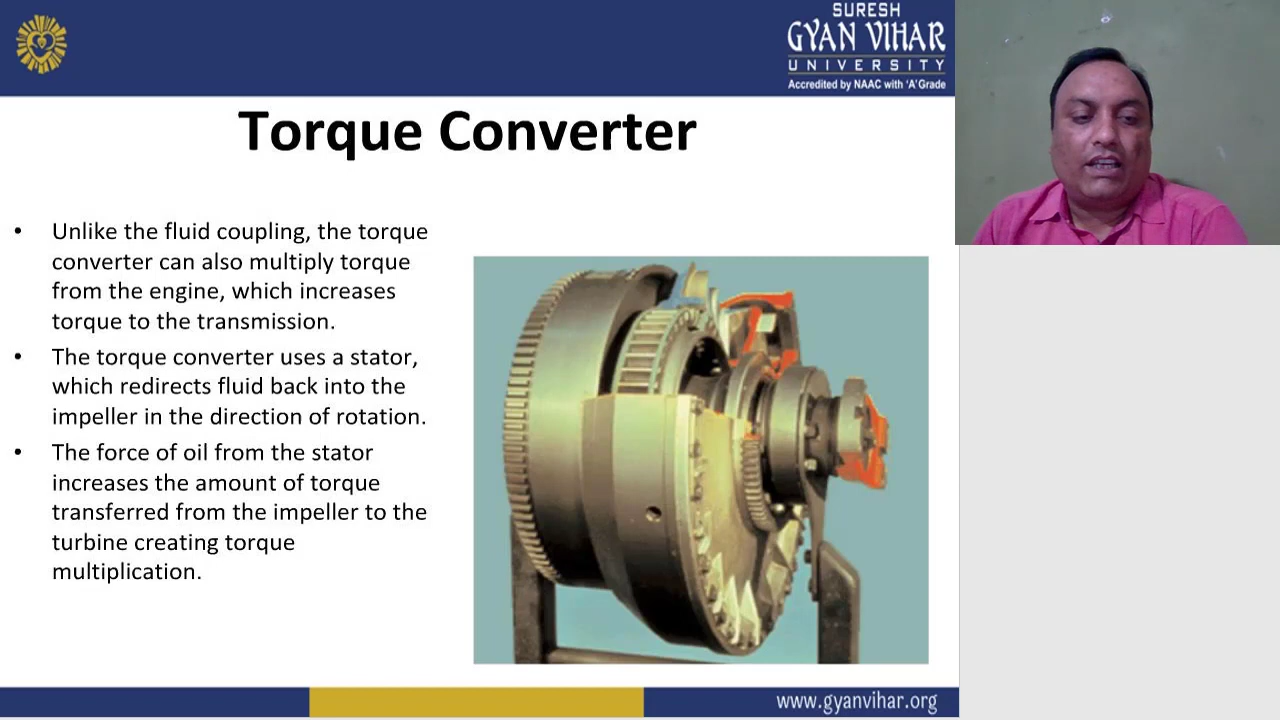 SURESH
GYAN VIHAR
UNIVERSITY
Accredited by NAAC with 'A' Grade
Torque Converter
• Unlike the fluid coupling, the torque
converter can also multiply torque
from the engine, which increases
torque to the transmission.
• The torque converter uses a stator,
which redirects fluid back into the
impeller in the direction of rotation.
• The force of oil from the stator
increases the amount of torque
transferred from the impeller to the
turbine creating torque
multiplication.
www.gyanvihar.org